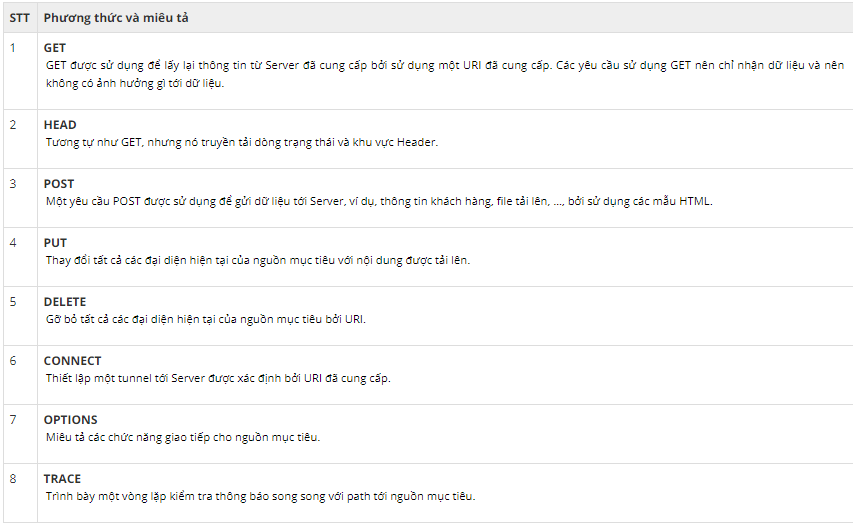 STT Phương thức và miêu tả
1 GET
GET được sử dụng để lấy lại thông tin từ Server đã cung cấp bởi sử dụng một URI đã cung cấp. Các yêu cầu sử dụng GET nên chỉ nhận dữ liệu và nên
không có ảnh hưởng gì tới dữ liệu.
2 HEAD
Tương tự như GET, nhưng nó truyền tải dòng trạng thái và khu vực Header.
3 POST
Một yêu cầu POST được sử dụng để gửi dữ liệu tới Server, ví dụ, thông tin khách hàng, file tải lên, ..., bởi sử dụng các mẫu HTML.
4 PUT
Thay đổi tất cả các đại diện hiện tại của nguồn mục tiêu với nội dung được tải lên.
5 DELETE
Gỡ bỏ tất cả các đại diện hiện tại của nguồn mục tiêu bởi URI.
6 CONNECT
Thiết lập một tunnel tới Server được xác định bởi URI đã cung cấp.
7 OPTIONS
Miêu tả các chức năng giao tiếp cho nguồn mục tiêu.
8 TRACE
Trình bày một vòng lặp kiểm tra thông báo song song với path tới nguồn mục tiêu.